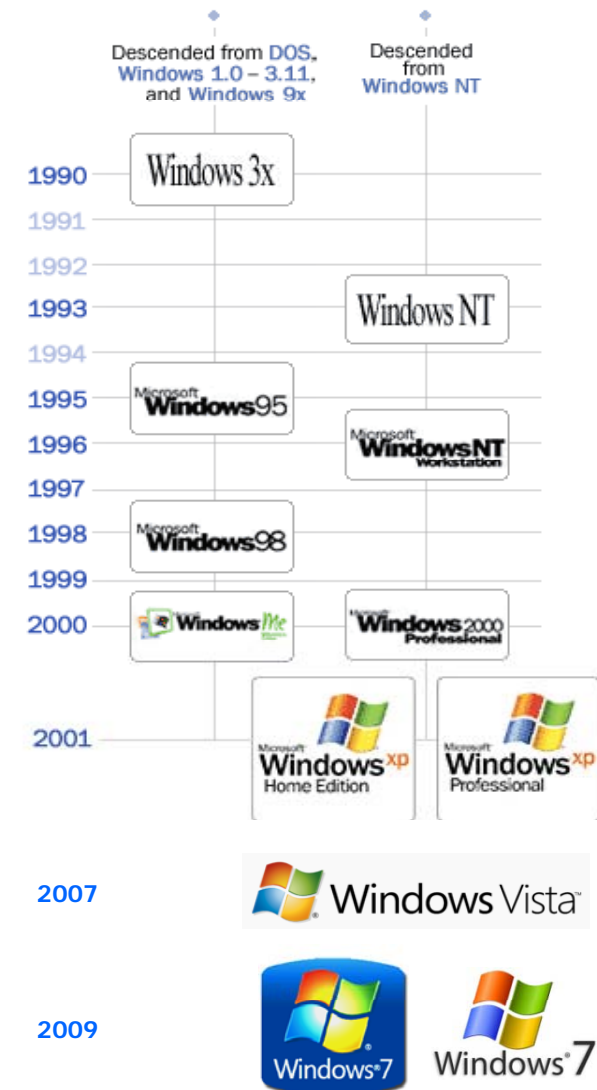 Descended from DOS,
Windows 1.0 – 3.11,
and Windows 9x
Descended
from
Windows NT
1990
Windows 3x
1991
1992
1993
Windows NT
1994
1995
Microsoft
Windows95
1996
Microsoft
WindowsNT
Workstation
1997
1998
Microsoft
Windows98
1999
2000
Microsoft
Windows Me
Microsoft
Windows 2000
Professional
2001
Microsoft
Windows xp
Home Edition
Microsoft
Windows xp
Professional
2007
Windows Vista™
2009
Windows®7
Windows®7